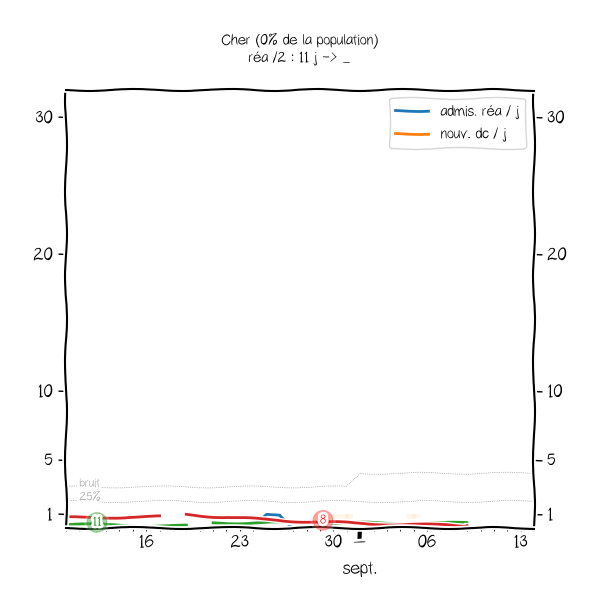 Cher (0% de la population)
réa /2 : 11 j -> _
admis. réa / j
nouv. dc / j
30 30
20 20
10 10
5 5
bruit
25%
1 1
11 8
16 23 30 06 13
sept.